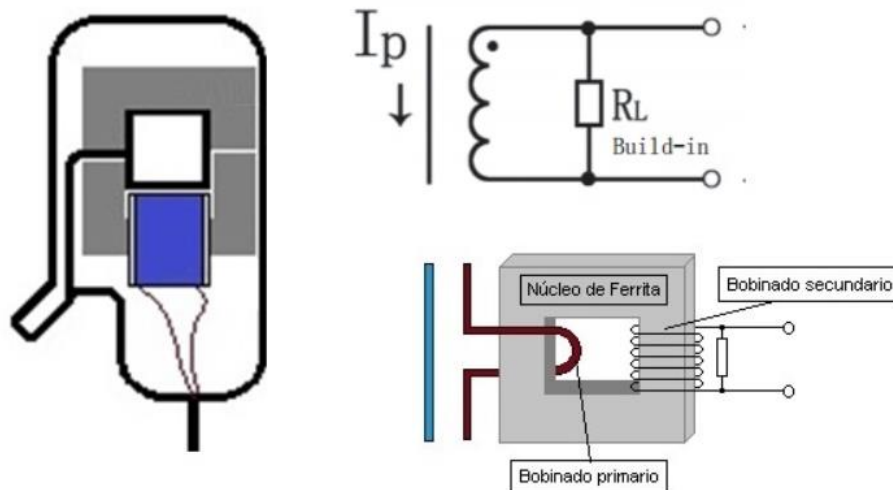 Ip
RL
Build-in
Núcleo de Ferrita
Bobinado secundario
Bobinado primario